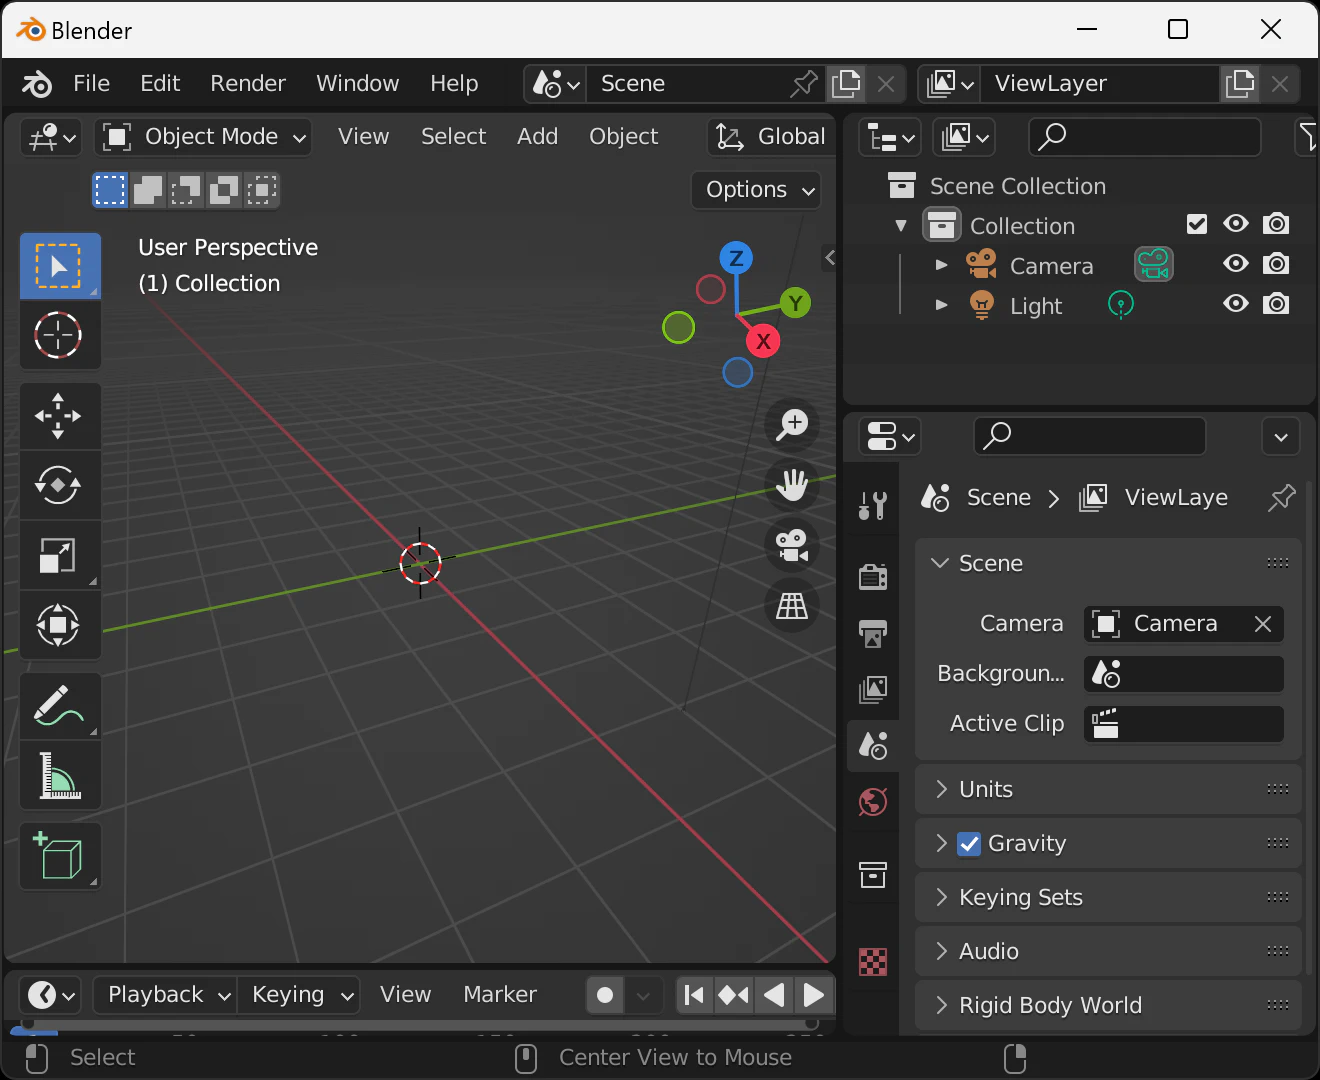 Blender
File Edit Render Window Help Scene ViewLayer
Object Mode View Select Add Object Global
Options
User Perspective
(1) Collection
Z
Y
X
Scene Collection
Collection
Camera
Light
Scene ViewLaye
Scene
Camera Camera
Backgroun...
Active Clip
Units
Gravity
Keying Sets
Audio
Rigid Body World
Playback Keying View Marker
Select Center View to Mouse